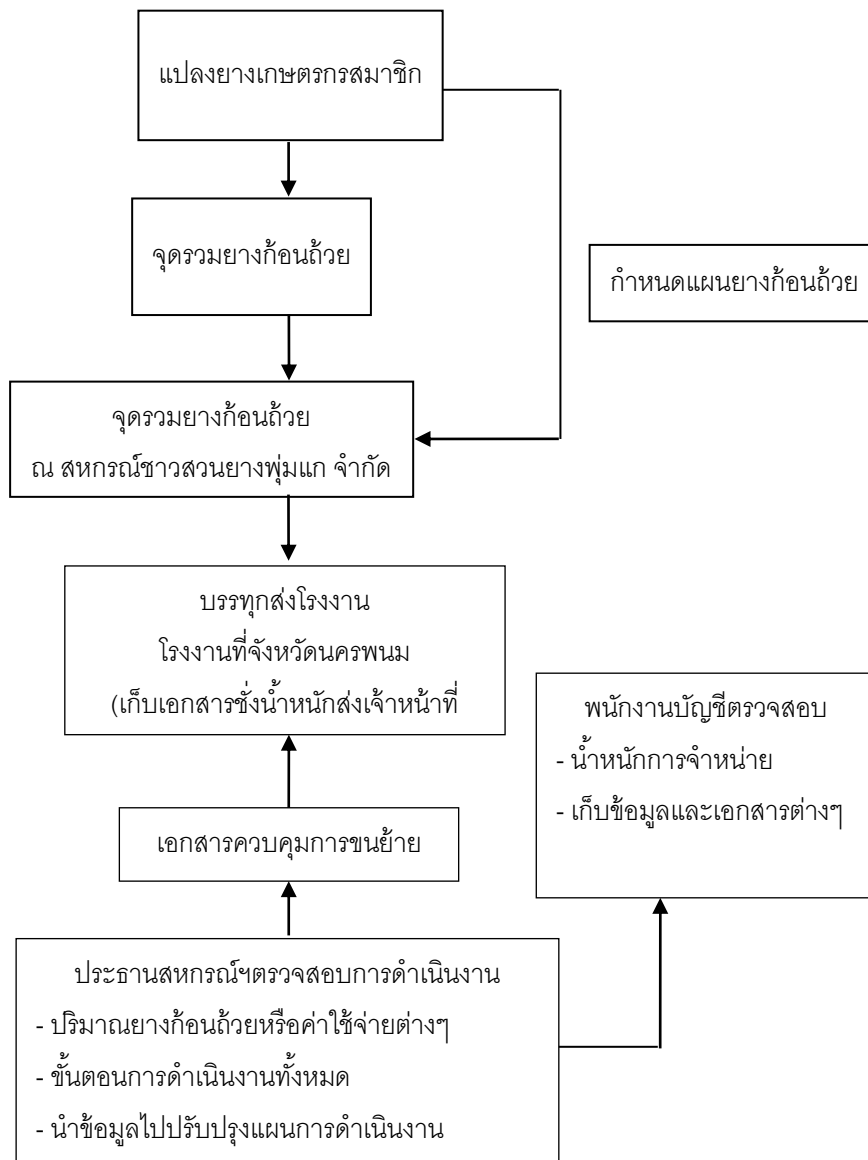 แปลงยางเกษตรกรสมาชิก
จุดรวมยางก้อนถ้วย
กำหนดแผนยางก้อนถ้วย
จุดรวมยางก้อนถ้วย
ณ สหกรณ์ชาวสวนยางพุ่มแก จำกัด
บรรทุกส่งโรงงาน
โรงงานที่จังหวัดนครพนม
(เก็บเอกสารชั่งน้ำหนักส่งเจ้าหน้าที่
พนักงานบัญชีตรวจสอบ
- น้ำหนักการจำหน่าย
- เก็บข้อมูลและเอกสารต่างๆ
เอกสารควบคุมการขนย้าย
ประธานสหกรณ์ฯตรวจสอบการดำเนินงาน
- ปริมาณยางก้อนถ้วยหรือค่าใช้จ่ายต่างๆ
- ขั้นตอนการดำเนินงานทั้งหมด
- นำข้อมูลไปปรับปรุงแผนการดำเนินงาน